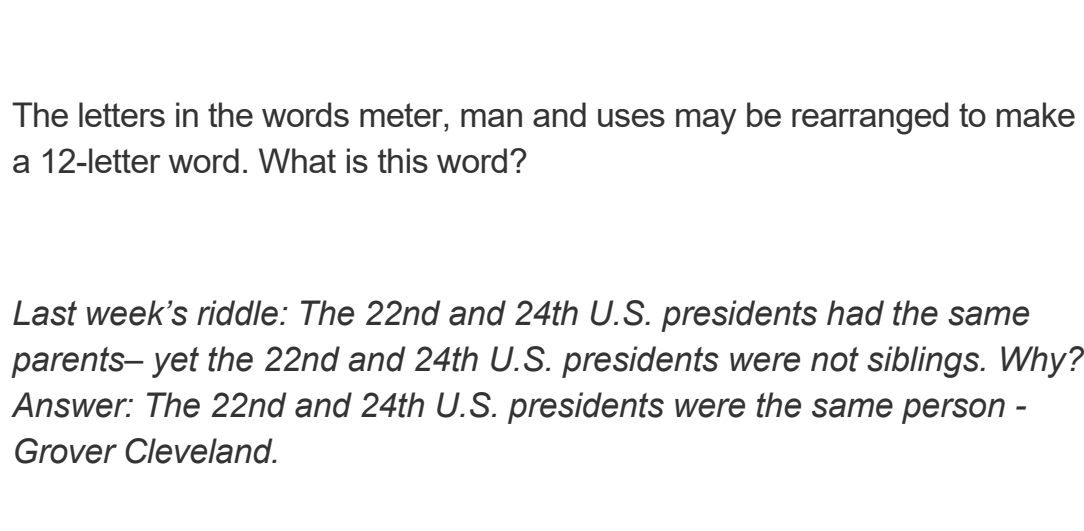 The letters in the words meter, man and uses may be rearranged to make
a 12-letter word. What is this word?
Last week’s riddle: The 22nd and 24th U.S. presidents had the same
parents– yet the 22nd and 24th U.S. presidents were not siblings. Why?
Answer: The 22nd and 24th U.S. presidents were the same person -
Grover Cleveland.